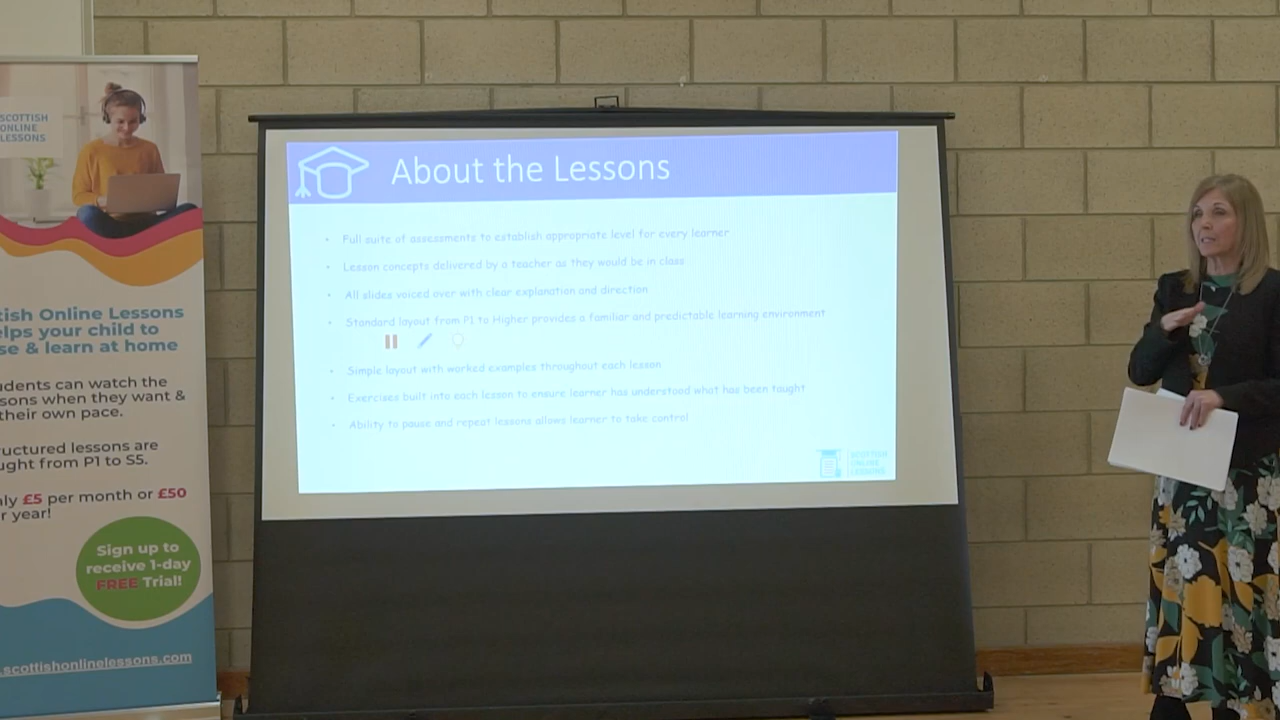 SCOTTISH
ONLINE
LESSONS
tish Online Lessons
elps your child to
se & learn at home
udents can watch the
sons when they want &
their own pace.
ructured lessons are
ught from P1 to S5.
nly £5 per month or £50
r year!
Sign up to
receive 1-day
FREE Trial!
.scottishonlinelessons.com
About the Lessons
• Full suite of assessments to establish appropriate level for every learner
• Lesson concepts delivered by a teacher as they would be in class
• All slides voiced over with clear explanation and direction
• Standard layout from P1 to Higher provides a familiar and predictable learning environment
• Simple layout with worked examples throughout each lesson
• Exercises built into each lesson to ensure learner has understood what has been taught
• Ability to pause and repeat lessons allows learner to take control
SCOTTISH
ONLINE
LESSONS